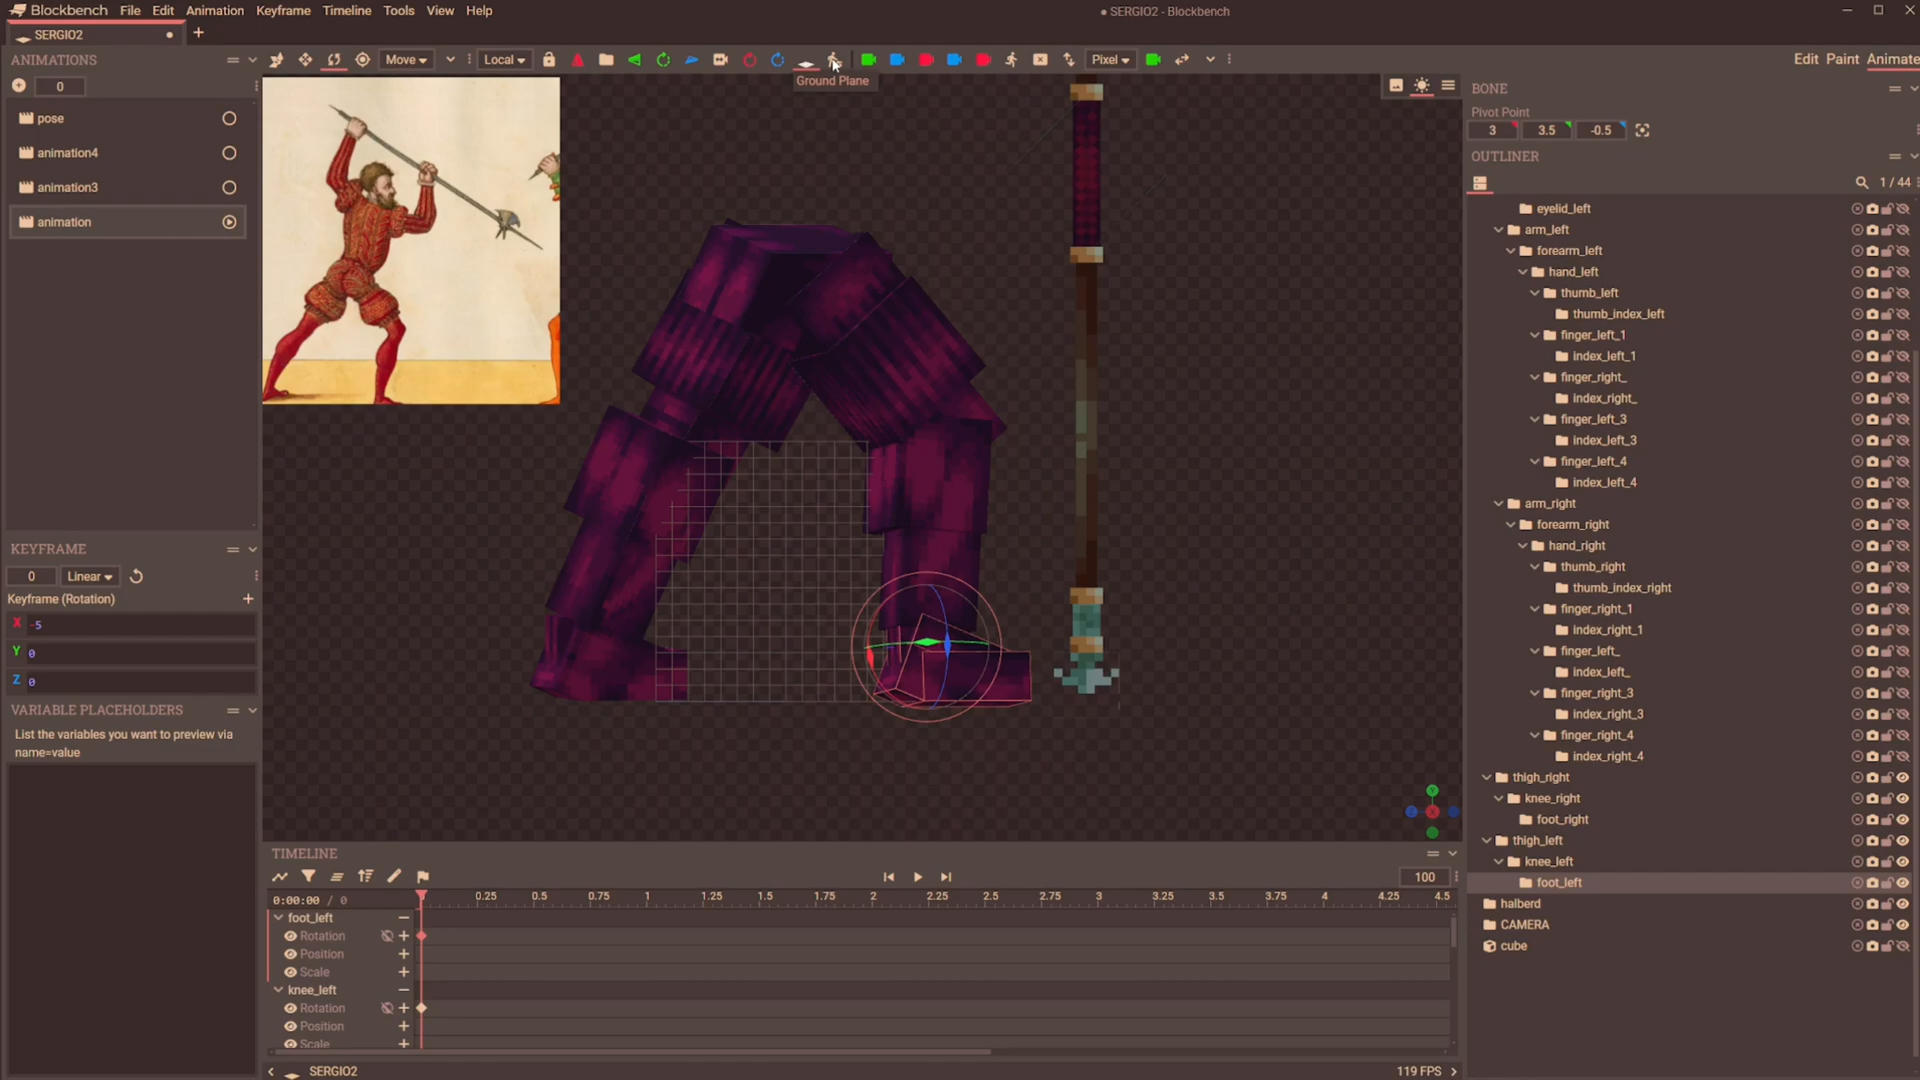 Blockbench File Edit Animation Keyframe Timeline Tools View Help
● SERGIO2 - Blockbench
SERGIO2
ANIMATIONS
Move
Local
Pixel
Edit Paint Animate
Ground Plane
0
pose
animation4
animation3
animation
BONE
Pivot Point
3 3.5 -0.5
OUTLINER
1 / 44
eyelid_left
arm_left
forearm_left
hand_left
thumb_left
thumb_index_left
finger_left_1
index_left_1
finger_right_
index_right_
finger_left_3
index_left_3
finger_left_4
index_left_4
arm_right
forearm_right
hand_right
thumb_right
thumb_index_right
finger_right_1
index_right_1
finger_left_
index_left_
finger_right_3
index_right_3
finger_right_4
index_right_4
thigh_right
knee_right
foot_right
thigh_left
knee_left
foot_left
halberd
CAMERA
cube
KEYFRAME
0 Linear
Keyframe (Rotation)
X -5
Y 0
Z 0
VARIABLE PLACEHOLDERS
List the variables you want to preview via
name=value
TIMELINE
100
0:00:00 / 0
0.25 0.5 0.75 1 1.25 1.5 1.75 2 2.25 2.5 2.75 3 3.25 3.5 3.75 4 4.25 4.5
foot_left
Rotation
Position
Scale
knee_left
Rotation
Position
Scale
SERGIO2
119 FPS